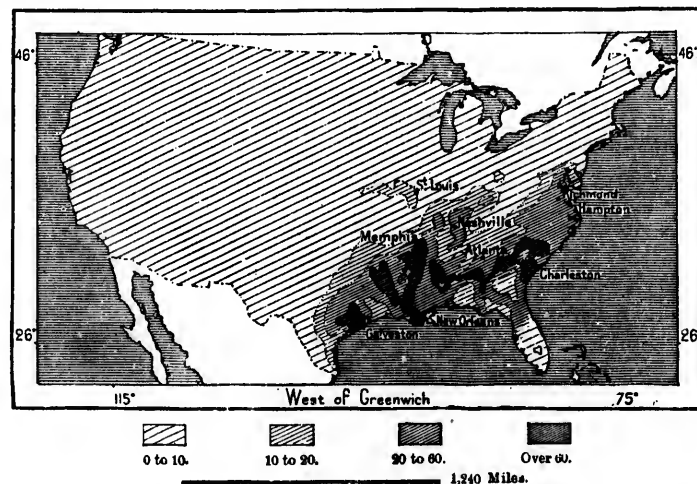 46°
46°
St. Louis
Richmond
Hampton
Nashville
Memphis
Atlanta
Charleston
New Orleans
Galveston
26°
26°
115°
West of Greenwich
75°
0 to 10.
10 to 20.
20 to 60.
Over 60.
1,240 Miles.